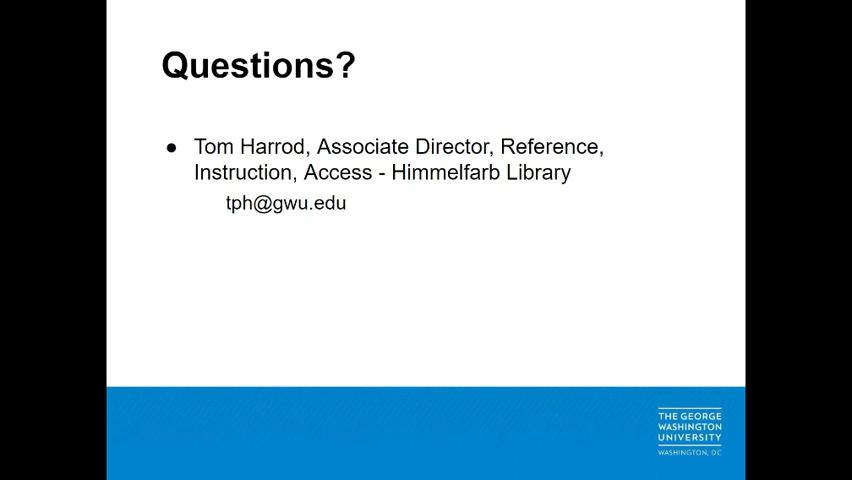 Questions?
● Tom Harrod, Associate Director, Reference,
Instruction, Access - Himmelfarb Library
tph@gwu.edu
THE GEORGE
WASHINGTON
UNIVERSITY
WASHINGTON, DC